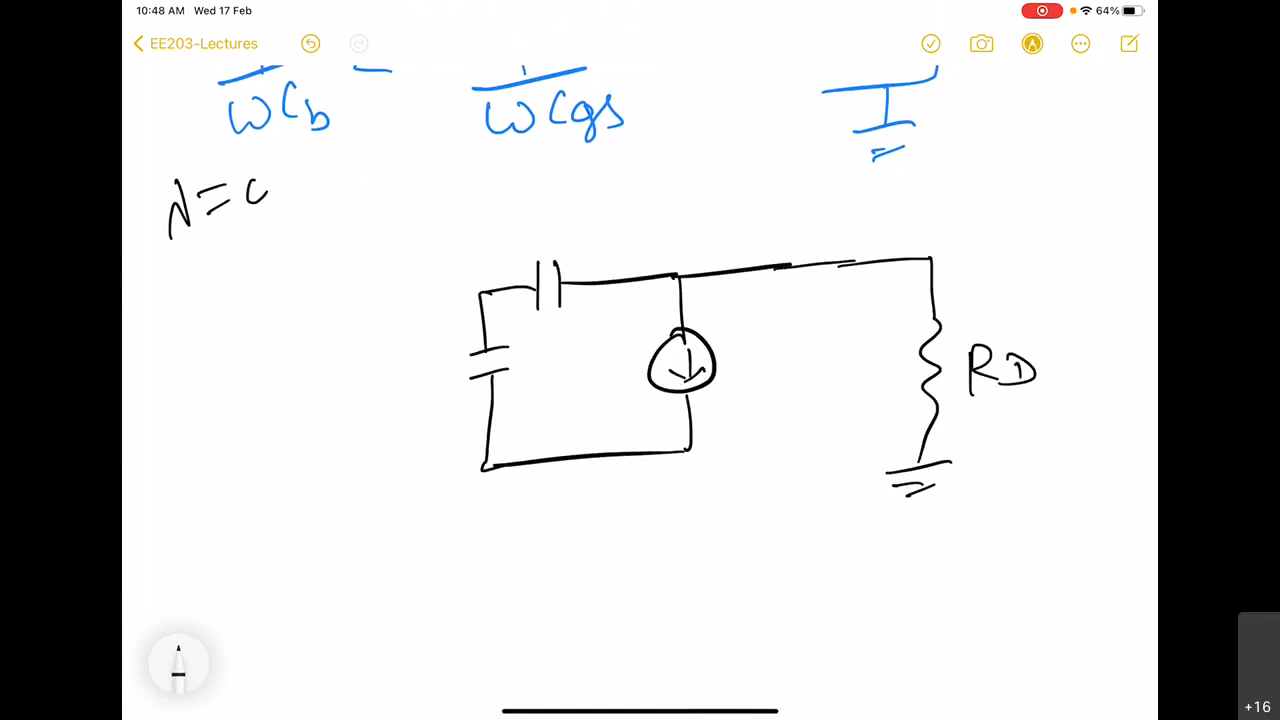 10:48 AM Wed 17 Feb
64%
EE203-Lectures
ωCb
ωCgs
RD
+16